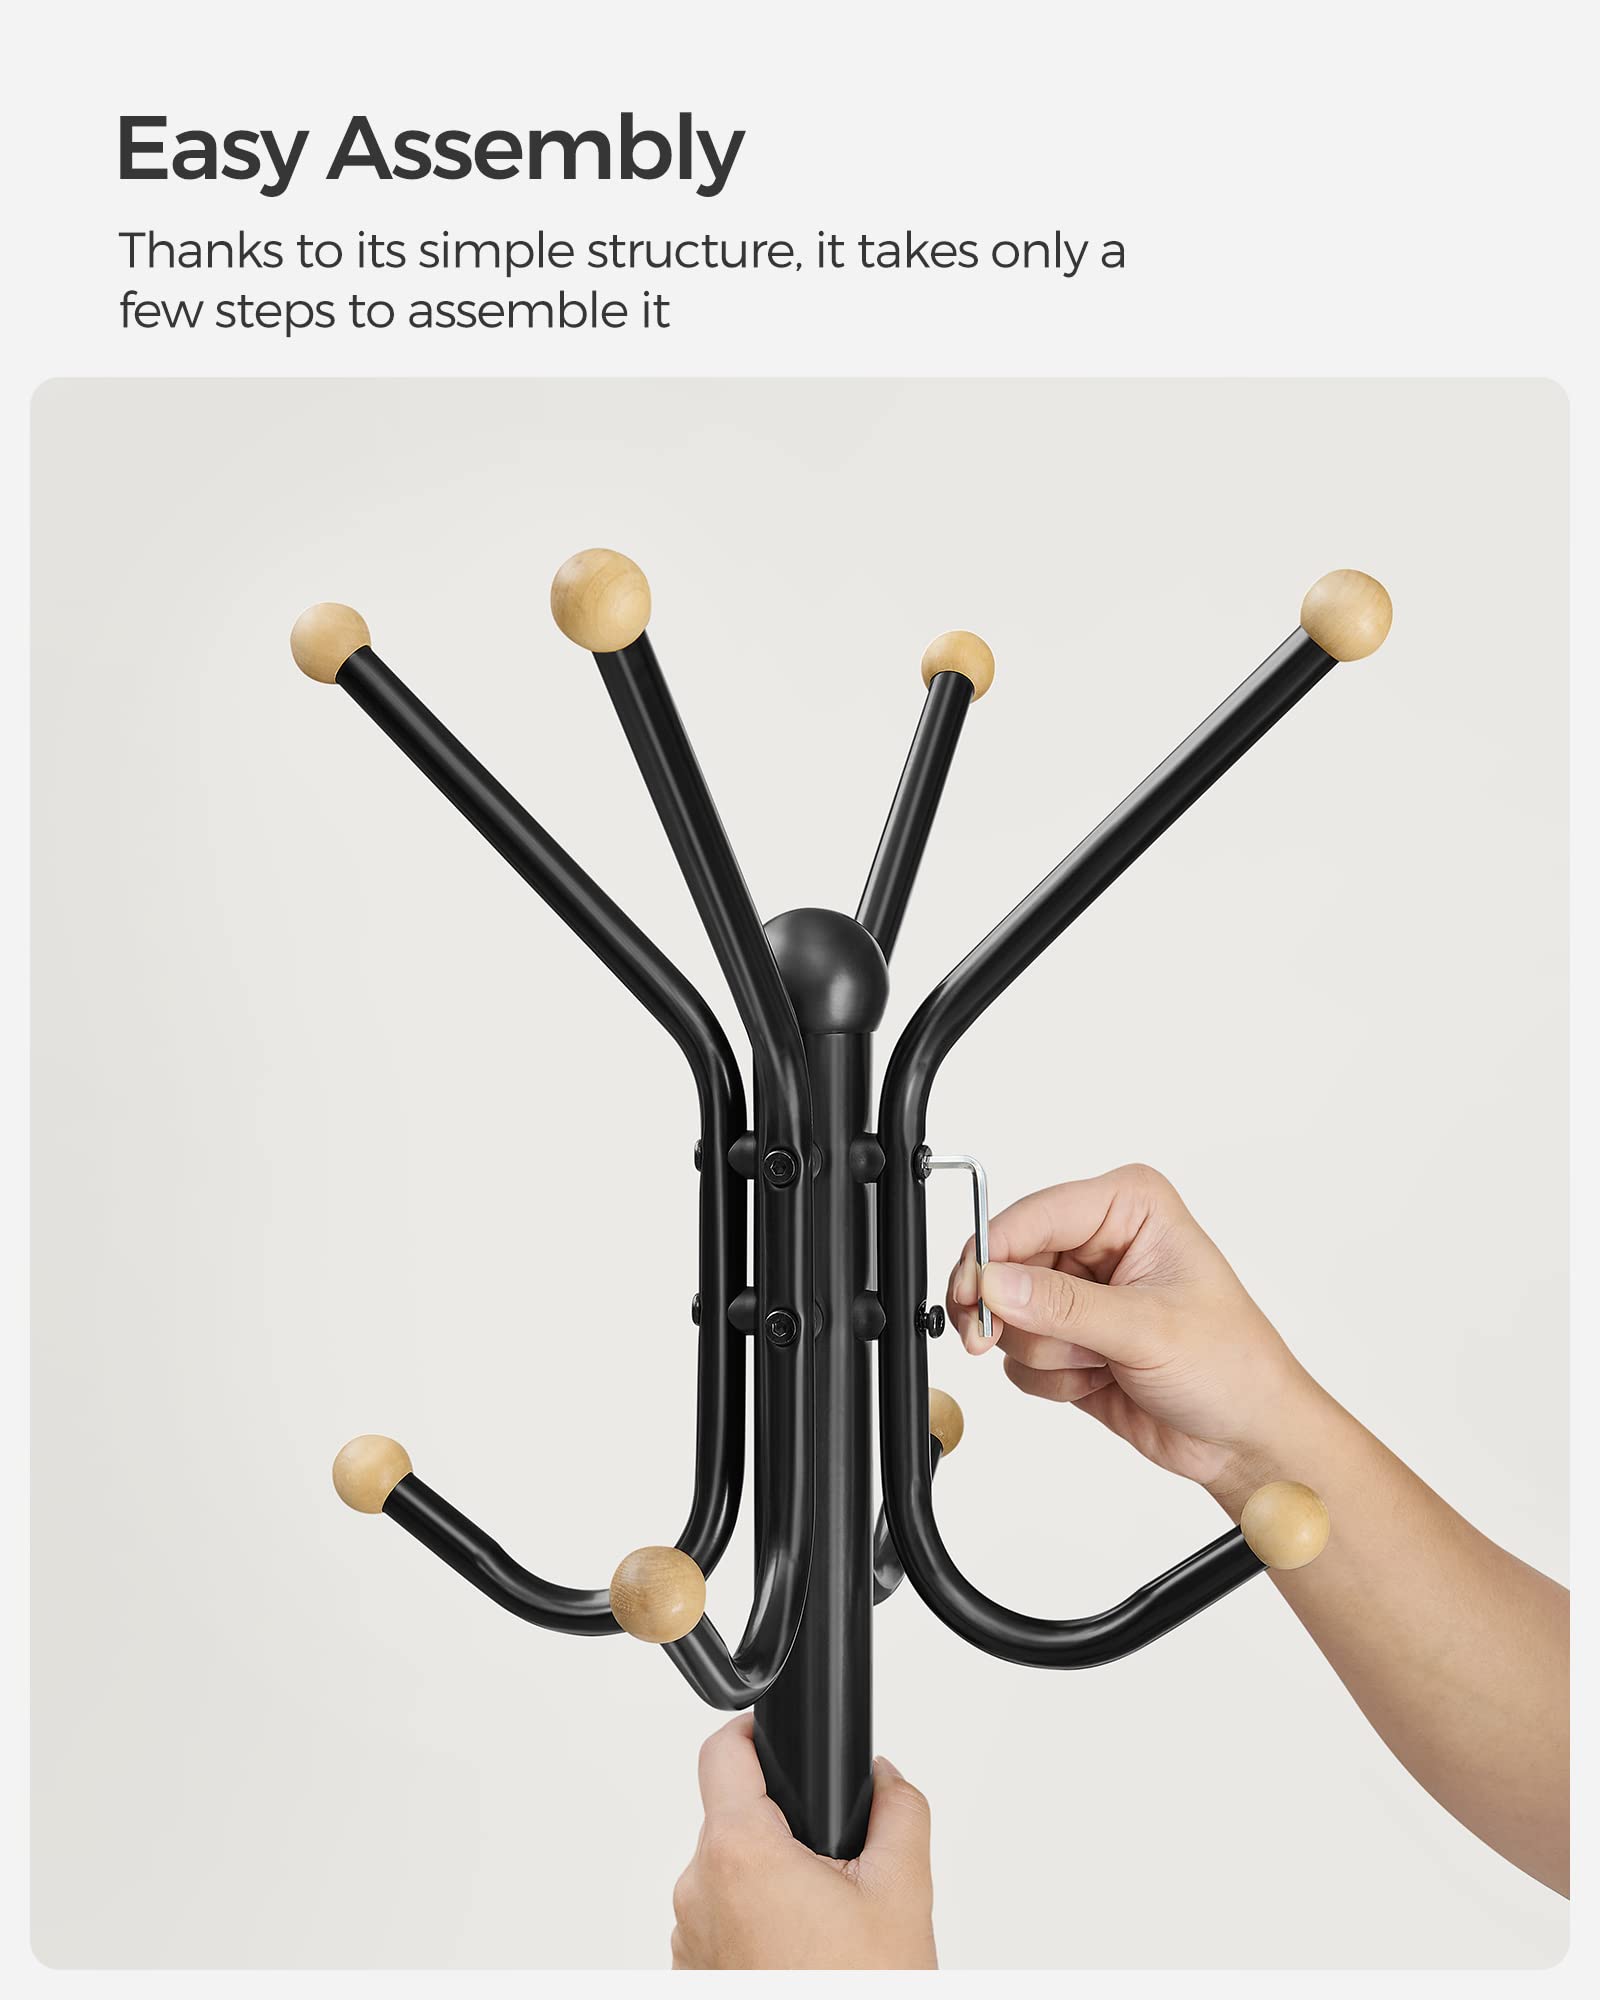 Easy Assembly
Thanks to its simple structure, it takes only a
few steps to assemble it